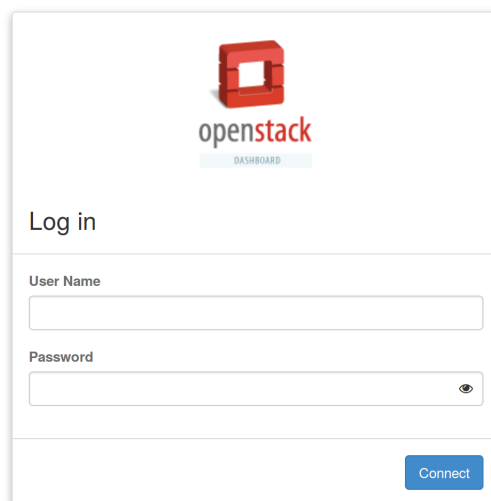 openstack
DASHBOARD
Log in
User Name
Password
Connect